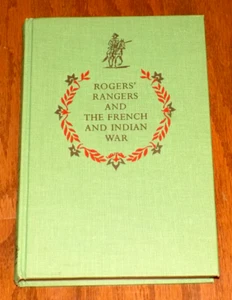 ROGERS'
RANGERS
AND
THE FRENCH
AND INDIAN
WAR